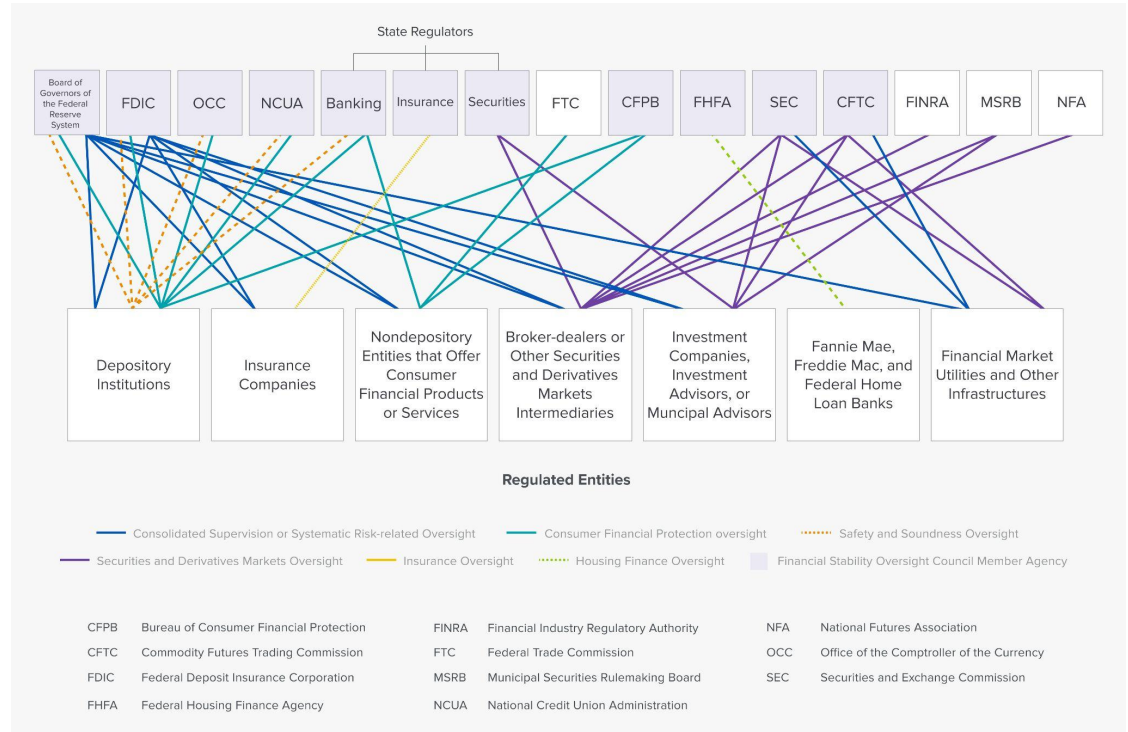 State Regulators
Board of
Governors of
the Federal
Reserve
System
FDIC
OCC
NCUA
Banking
Insurance
Securities
FTC
CFPB
FHFA
SEC
CFTC
FINRA
MSRB
NFA
Depository
Institutions
Insurance
Companies
Nondepository
Entities that Offer
Consumer
Financial Products
or Services
Broker-dealers or
Other Securities
and Derivatives
Markets
Intermediaries
Investment
Companies,
Investment
Advisors, or
Muncipal Advisors
Fannie Mae,
Freddie Mac, and
Federal Home
Loan Banks
Financial Market
Utilities and Other
Infrastructures
Regulated Entities
Consolidated Supervision or Systematic Risk-related Oversight
Consumer Financial Protection oversight
Safety and Soundness Oversight
Securities and Derivatives Markets Oversight
Insurance Oversight
Housing Finance Oversight
Financial Stability Oversight Council Member Agency
CFPB Bureau of Consumer Financial Protection
CFTC Commodity Futures Trading Commission
FDIC Federal Deposit Insurance Corporation
FHFA Federal Housing Finance Agency
FINRA Financial Industry Regulatory Authority
FTC Federal Trade Commission
MSRB Municipal Securities Rulemaking Board
NCUA National Credit Union Administration
NFA National Futures Association
OCC Office of the Comptroller of the Currency
SEC Securities and Exchange Commission